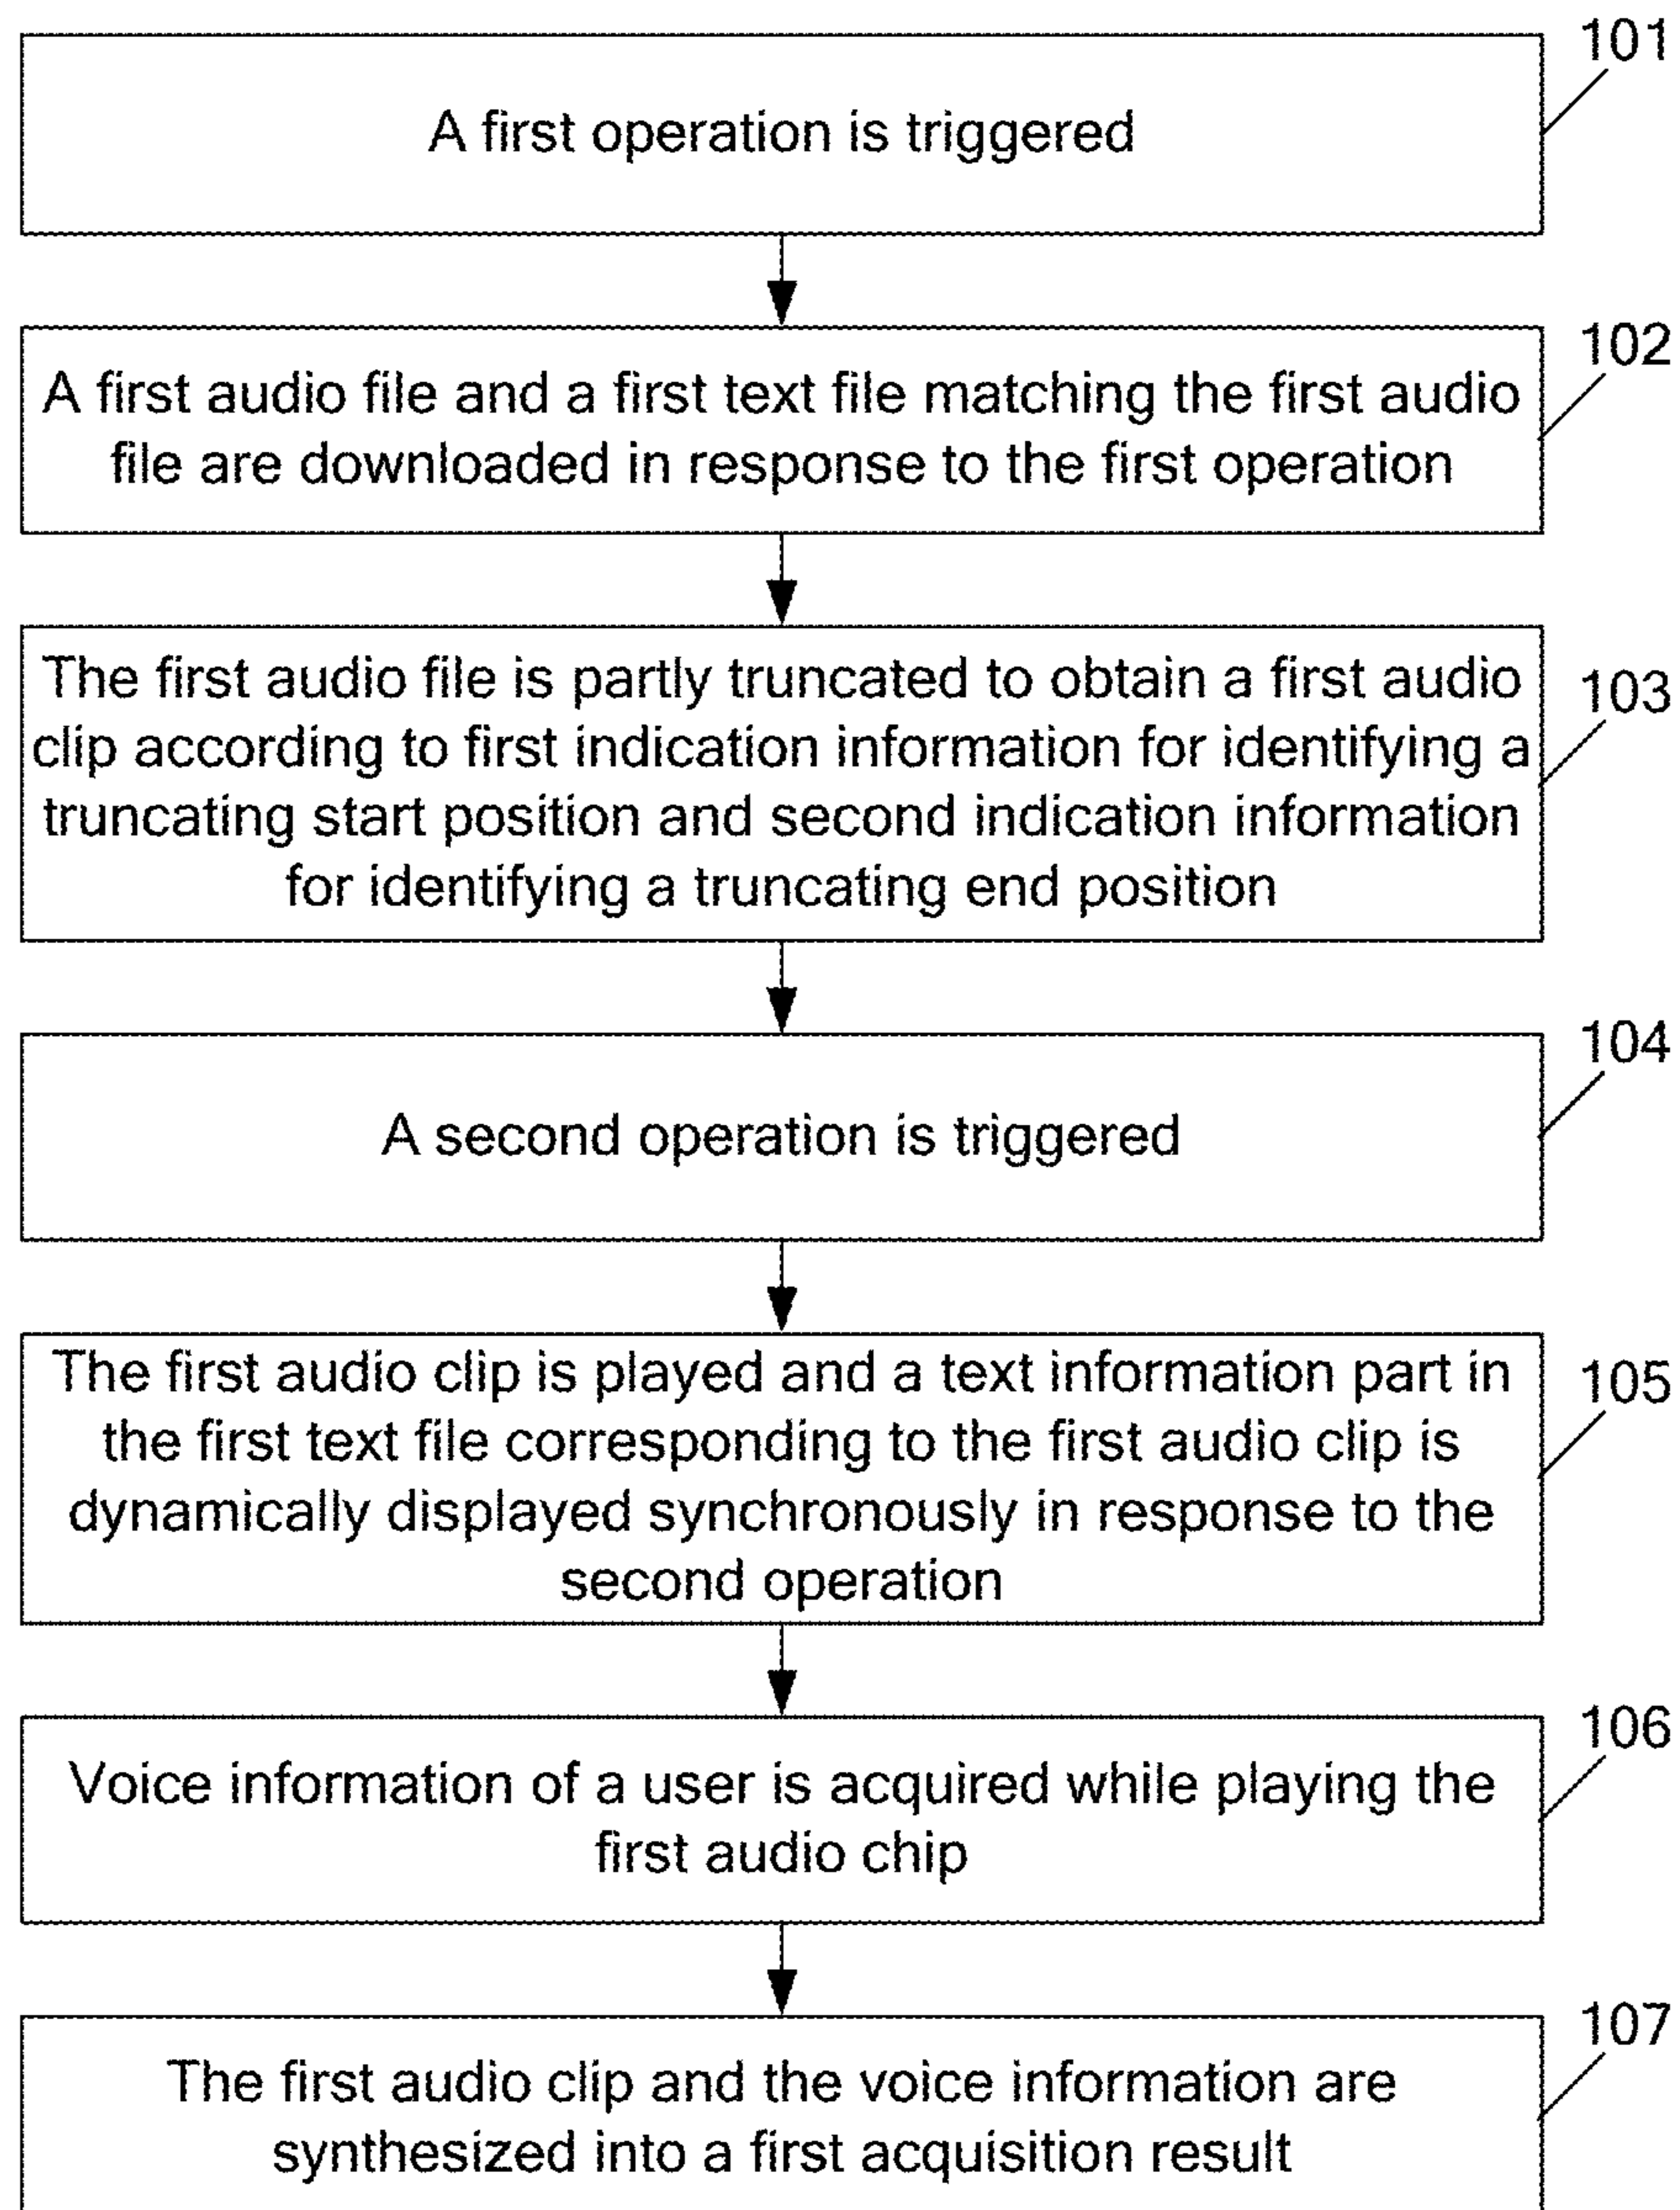 101
A first operation is triggered
102
A first audio file and a first text file matching the first audio
file are downloaded in response to the first operation
The first audio file is partly truncated to obtain a first audio
103
clip according to first indication information for identifying a
truncating start position and second indication information
for identifying a truncating end position
104
A second operation is triggered
The first audio clip is played and a text information part in
105
the first text file corresponding to the first audio clip is
dynamically displayed synchronously in response to the
second operation
106
Voice information of a user is acquired while playing the
first audio chip
107
The first audio clip and the voice information are
synthesized into a first acquisition result